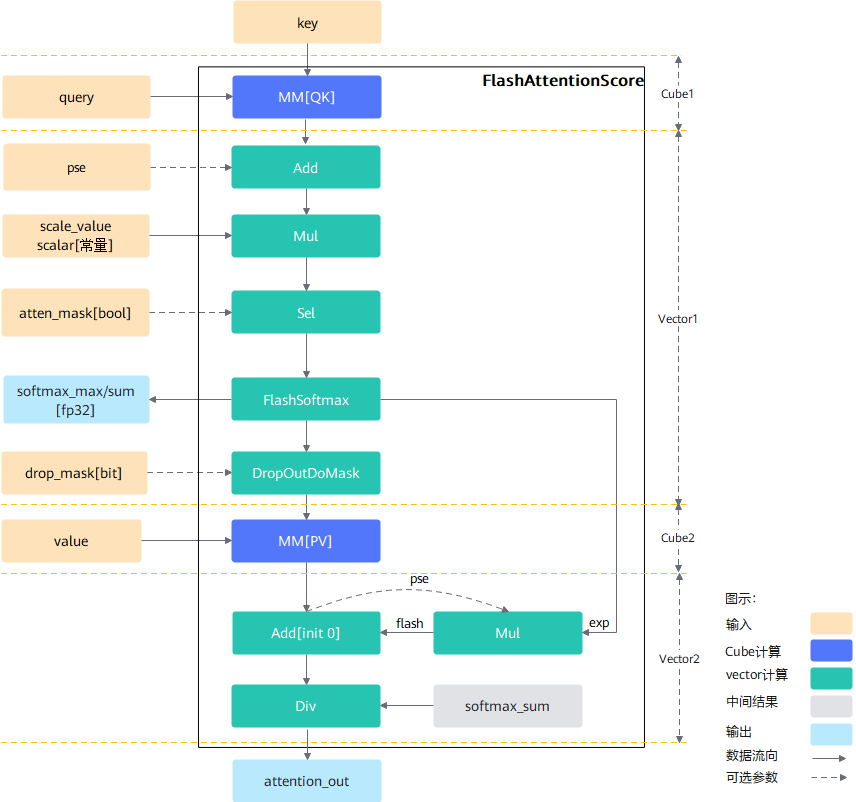 key
FlashAttentionScore
Cube1
query
MM[QK]
pse
Add
scale_value
scalar[常量]
Mul
atten_mask[bool]
Sel
Vector1
softmax_max/sum
[fp32]
FlashSoftmax
drop_mask[bit]
DropOutDoMask
value
MM[PV]
Cube2
pse
Add[init 0]
flash
Mul
exp
Vector2
Div
softmax_sum
attention_out
图示：
输入
Cube计算
vector计算
中间结果
输出
数据流向
可选参数